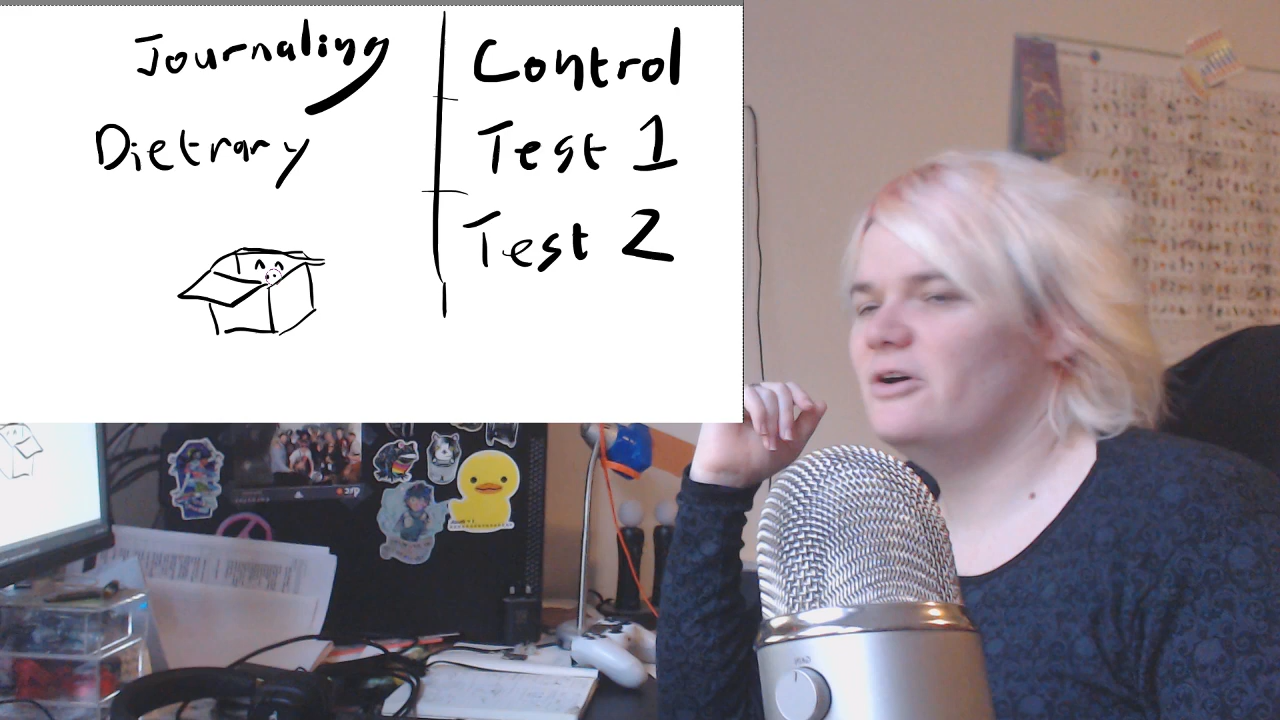 Journaling
Dietrary
Control
Test 1
Test 2